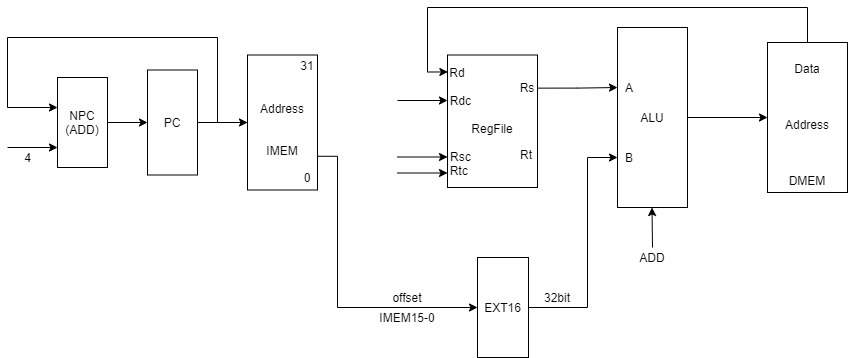 NPC
(ADD)
4
PC
31
Address
IMEM
0
Rd
Rdc
Rs
RegFile
Rsc
Rtc
Rt
A
ALU
B
ADD
Data
Address
DMEM
offset
IMEM15-0
EXT16
32bit